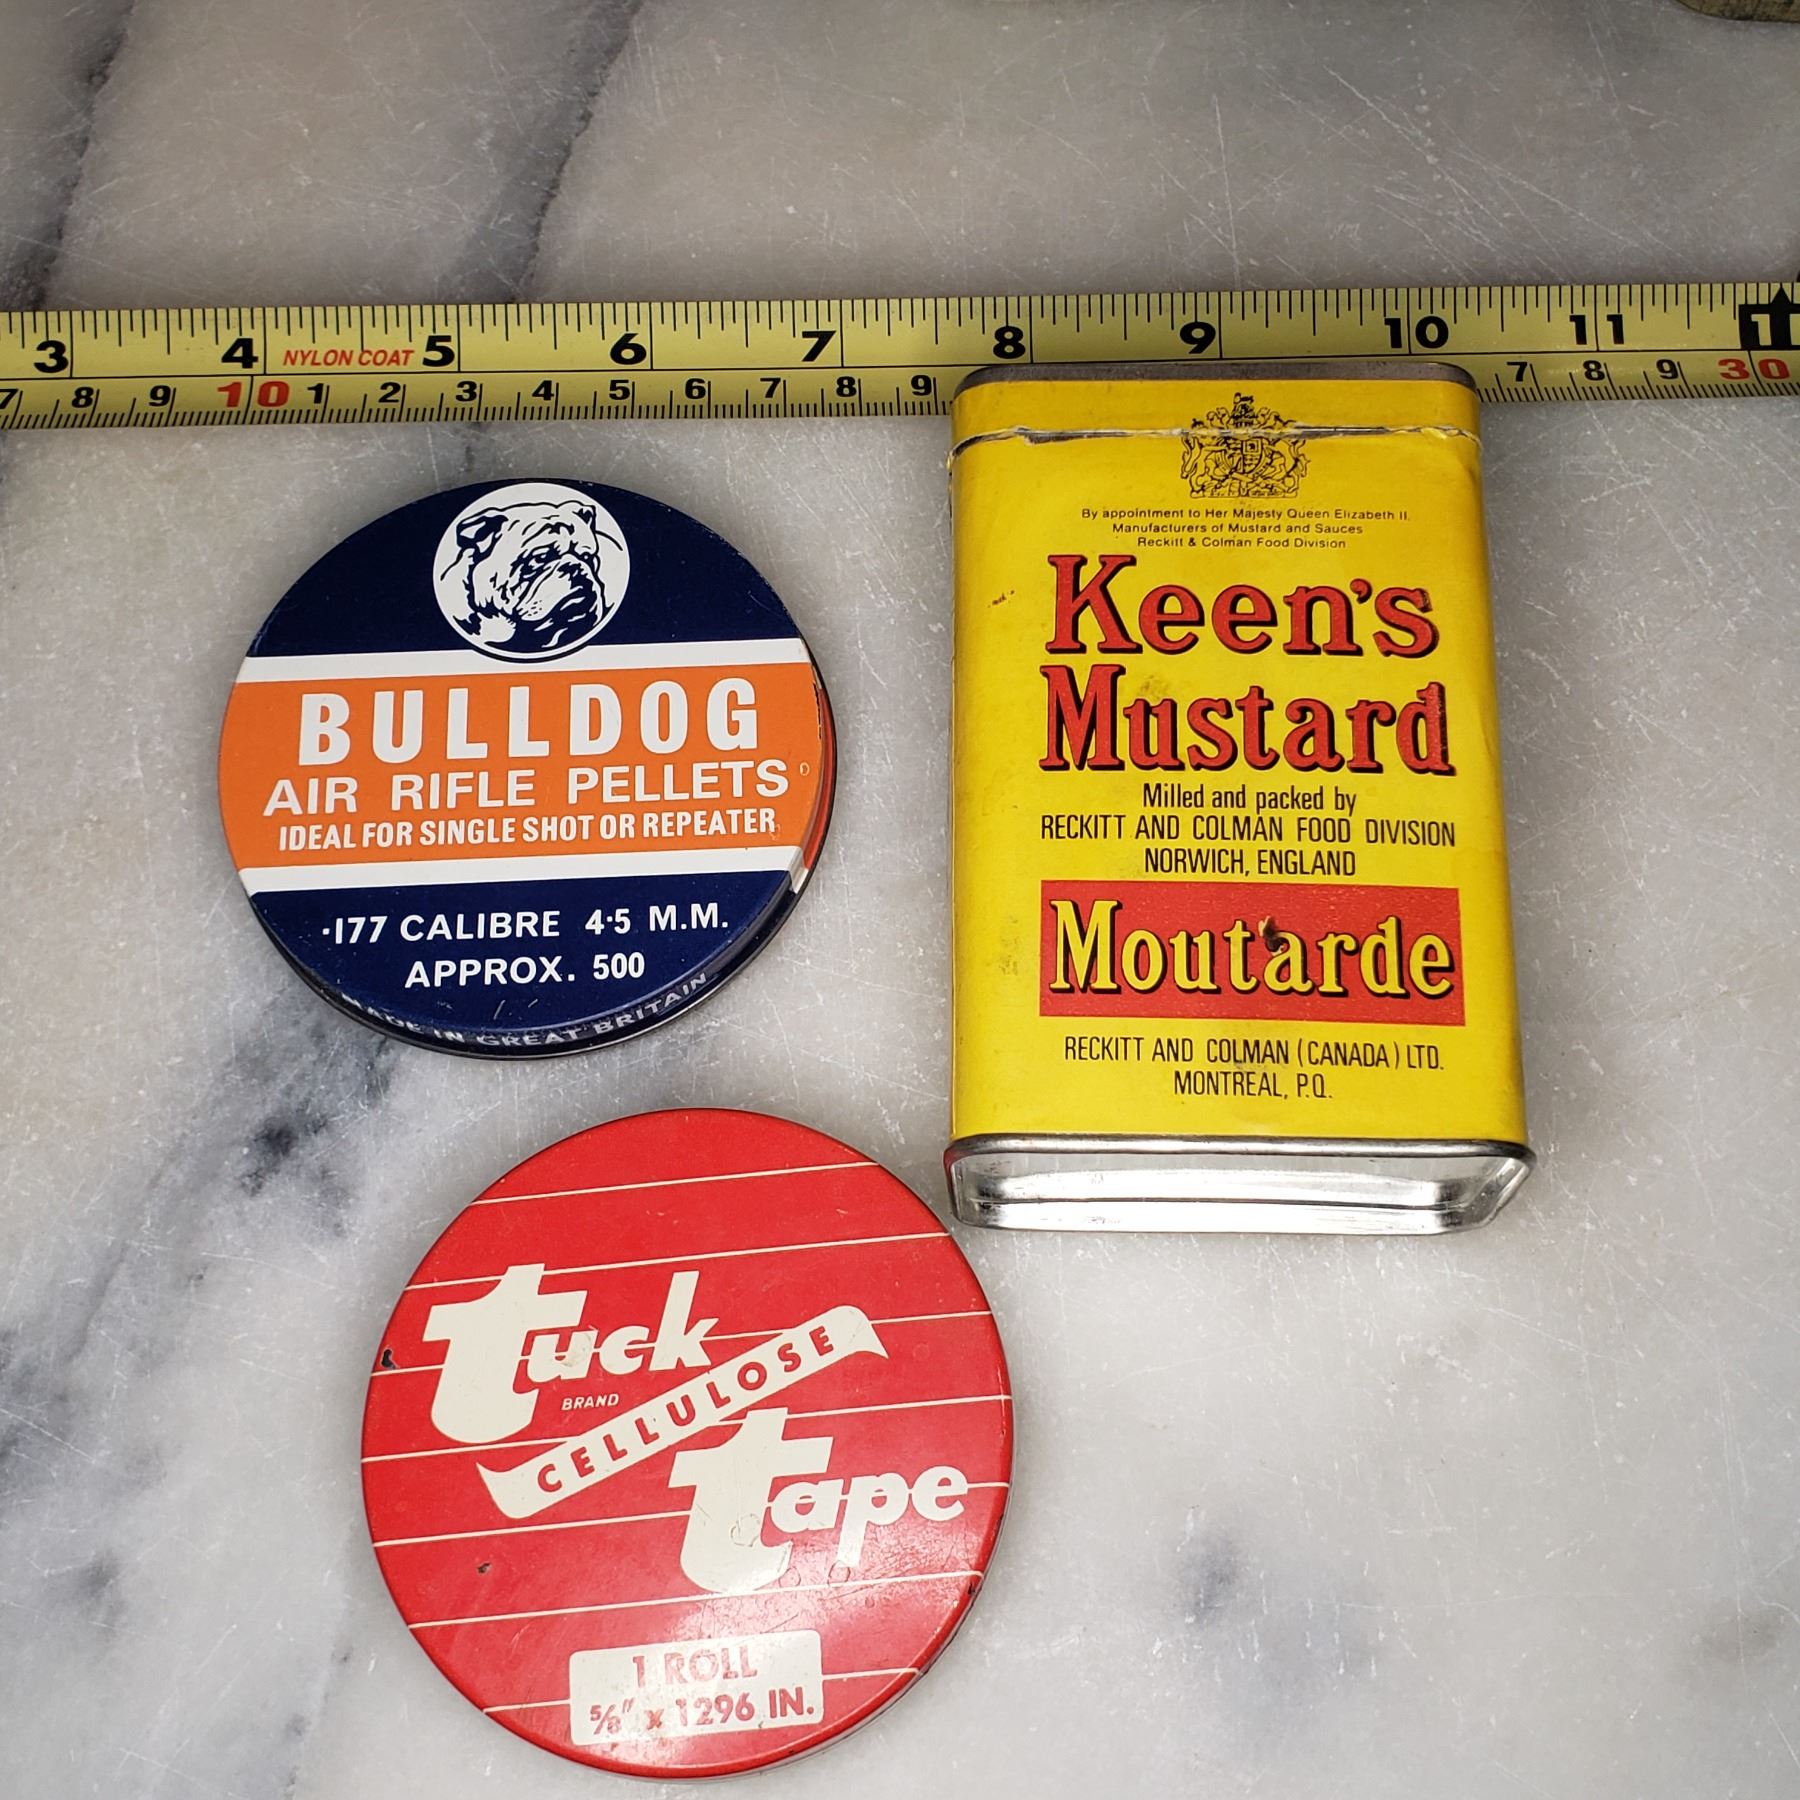 3 4 NYLON COAT 5 6 7 8 9 10 11
7 8 9 10 1 2 3 4 5 6 7 8 9 7 8 9 30
BULLDOG
AIR RIFLE PELLETS
IDEAL FOR SINGLE SHOT OR REPEATER
·177 CALIBRE 4·5 M.M.
APPROX. 500
MADE IN GREAT BRITAIN
By appointment to Her Majesty Queen Elizabeth II.
Manufacturers of Mustard and Sauces
Reckitt & Colman Food Division
Keen's
Mustard
Milled and packed by
RECKITT AND COLMAN FOOD DIVISION
NORWICH, ENGLAND
Moutarde
RECKITT AND COLMAN (CANADA) LTD.
MONTREAL, P.Q.
Tuck
BRAND
CELLULOSE
Tape
1 ROLL
5/8" x 1296 IN.